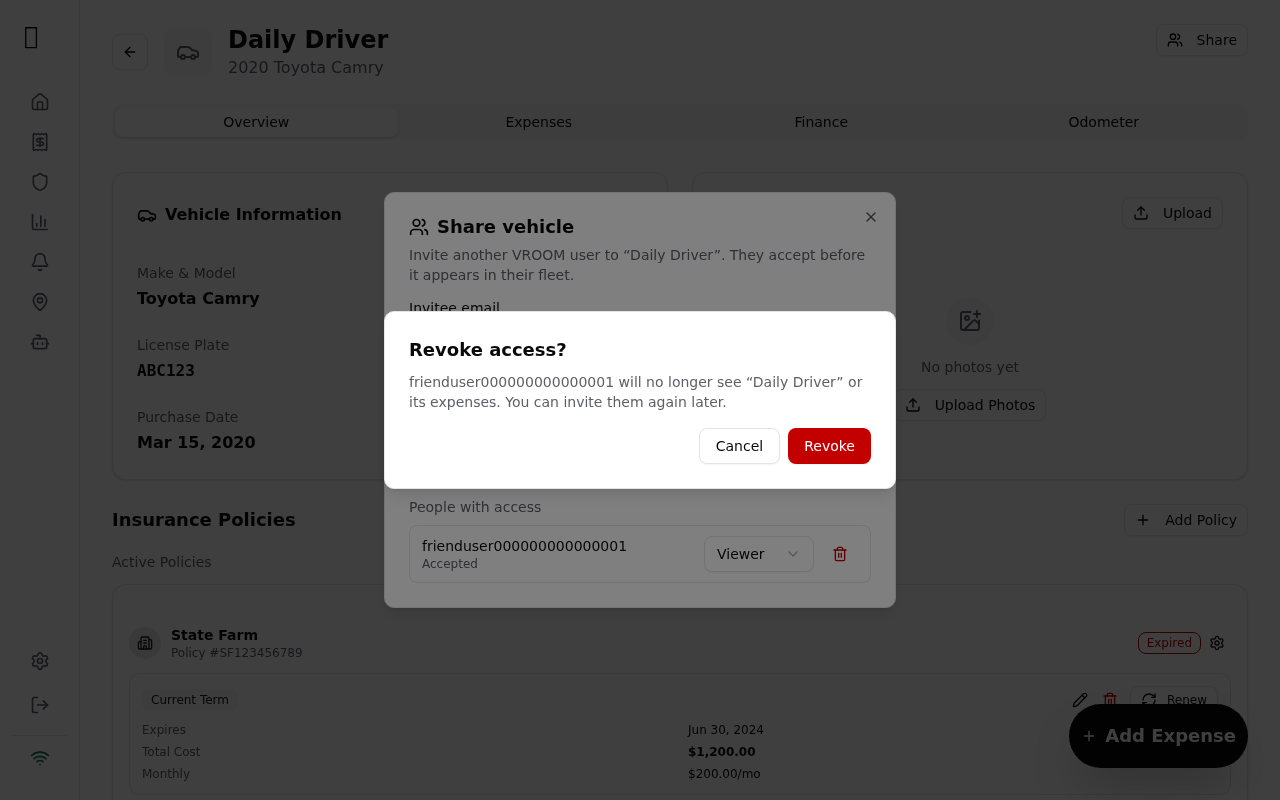 Daily Driver
2020 Toyota Camry
Share
Overview
Expenses
Finance
Odometer
Vehicle Information
Upload
Make & Model
Toyota Camry
License Plate
ABC123
Purchase Date
Mar 15, 2020
No photos yet
Upload Photos
Share vehicle
Invite another VROOM user to “Daily Driver”. They accept before
it appears in their fleet.
Invitee email
Revoke access?
frienduser000000000000001 will no longer see “Daily Driver” or
its expenses. You can invite them again later.
Cancel
Revoke
People with access
frienduser000000000000001
Accepted
Viewer
Insurance Policies
Add Policy
Active Policies
State Farm
Policy #SF123456789
Expired
Current Term
Renew
Expires
Jun 30, 2024
Total Cost
$1,200.00
Monthly
$200.00/mo
+ Add Expense